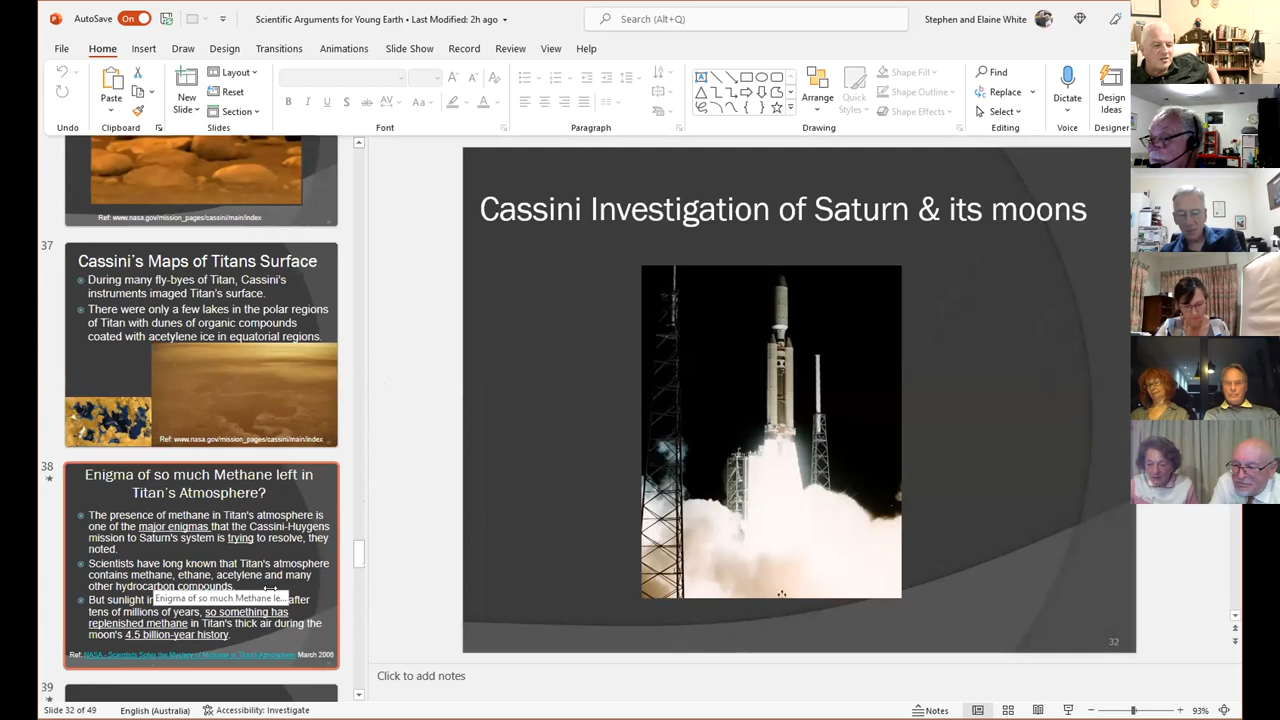 AutoSave
On
Scientific Arguments for Young Earth • Last Modified: 2h ago
Search (Alt+Q)
Stephen and Elaine White
File Home Insert Draw Design Transitions Animations Slide Show Record Review View Help
Paste
New
Slide
Layout
Reset
Section
Arrange
Quick
Styles
Shape Fill
Shape Outline
Shape Effects
Find
Replace
Select
Dictate
Design
Ideas
Undo Clipboard Slides Font Paragraph Drawing Editing Voice Designer
Ref: www.nasa.gov/mission_pages/cassini/main/index
37
Cassini's Maps of Titans Surface
During many fly-byes of Titan, Cassini's
instruments imaged Titan's surface.
There were only a few lakes in the polar regions
of Titan with dunes of organic compounds
coated with acetylene ice in equatorial regions.
Ref: www.nasa.gov/mission_pages/cassini/main/index
38
Enigma of so much Methane left in
Titan's Atmosphere?
The presence of methane in Titan's atmosphere is
one of the major enigmas that the Cassini-Huygens
mission to Saturn's system is trying to resolve, they
noted.
Scientists have long known that Titan's atmosphere
contains methane, ethane, acetylene and many
other hydrocarbon compounds.
But sunlight after
Enigma of so much Methane le...
tens of millions of years, so something has
replenished methane in Titan's thick air during the
moon's 4.5 billion-year history.
Ref: NASA - Scientists Solve the Mystery of Methane in Titan's Atmosphere March 2006
39
Cassini Investigation of Saturn & its moons
32
Click to add notes
Slide 32 of 49
English (Australia)
Accessibility: Investigate
Notes
93%